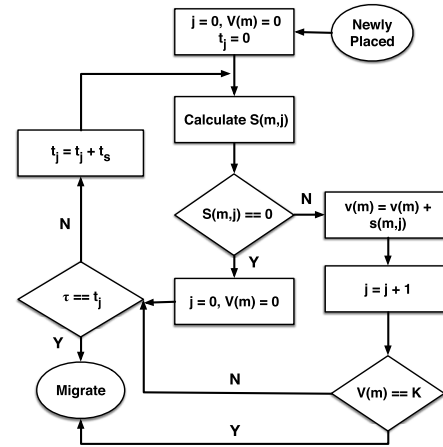 j = 0, V(m) = 0
t_j = 0
Newly
Placed
Calculate S(m,j)
t_j = t_j + t_s
N
S(m,j) == 0
N
v(m) = v(m) +
s(m,j)
Y
j = 0, V(m) = 0
j = j + 1
τ == t_j
Y
Migrate
N
V(m) == K
Y